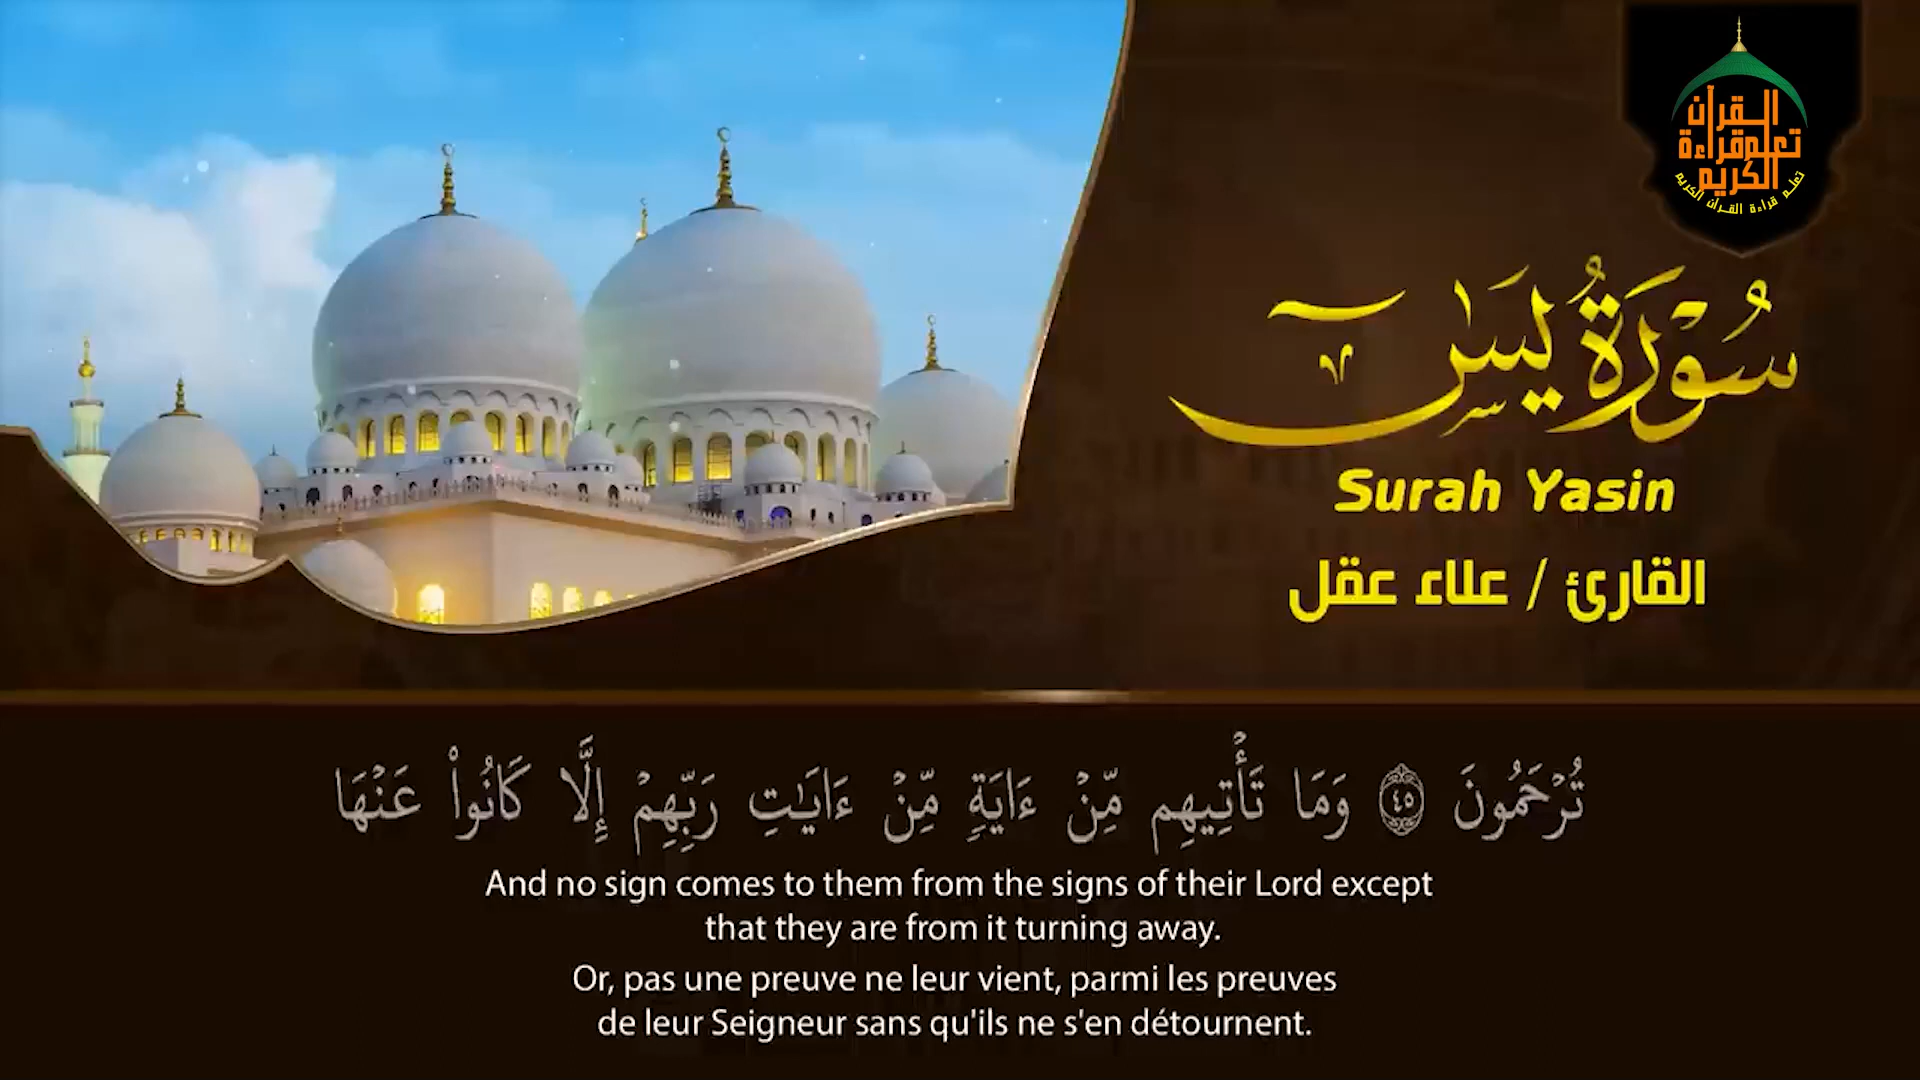 القرآن
تعلم قراءة
الكريم
تعلم قراءة القرآن الكريم
سُورَةُ يسٓ
Surah Yasin
القارئ / علاء عقل
تُرْحَمُونَ ٤٥ وَمَا تَأْتِيهِم مِّنْ ءَايَةٍ مِّنْ ءَايَٰتِ رَبِّهِمْ إِلَّا كَانُوا۟ عَنْهَا
And no sign comes to them from the signs of their Lord except
that they are from it turning away.
Or, pas une preuve ne leur vient, parmi les preuves
de leur Seigneur sans qu'ils ne s'en détournent.